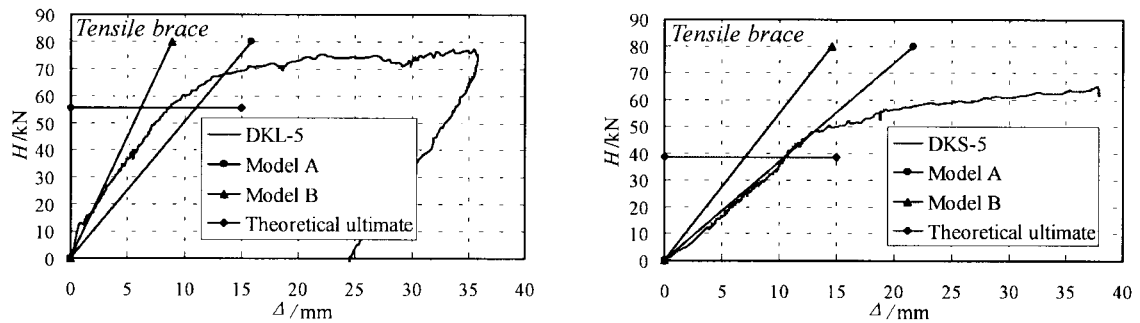 Tensile brace
H/kN
90
80
70
60
50
40
30
20
10
0
DKL-5
Model A
Model B
Theoretical ultimate
0 5 10 15 20 25 30 35 40
Δ/mm
Tensile brace
H/kN
90
80
70
60
50
40
30
20
10
0
DKS-5
Model A
Model B
Theoretical ultimate
0 5 10 15 20 25 30 35 40
Δ/mm